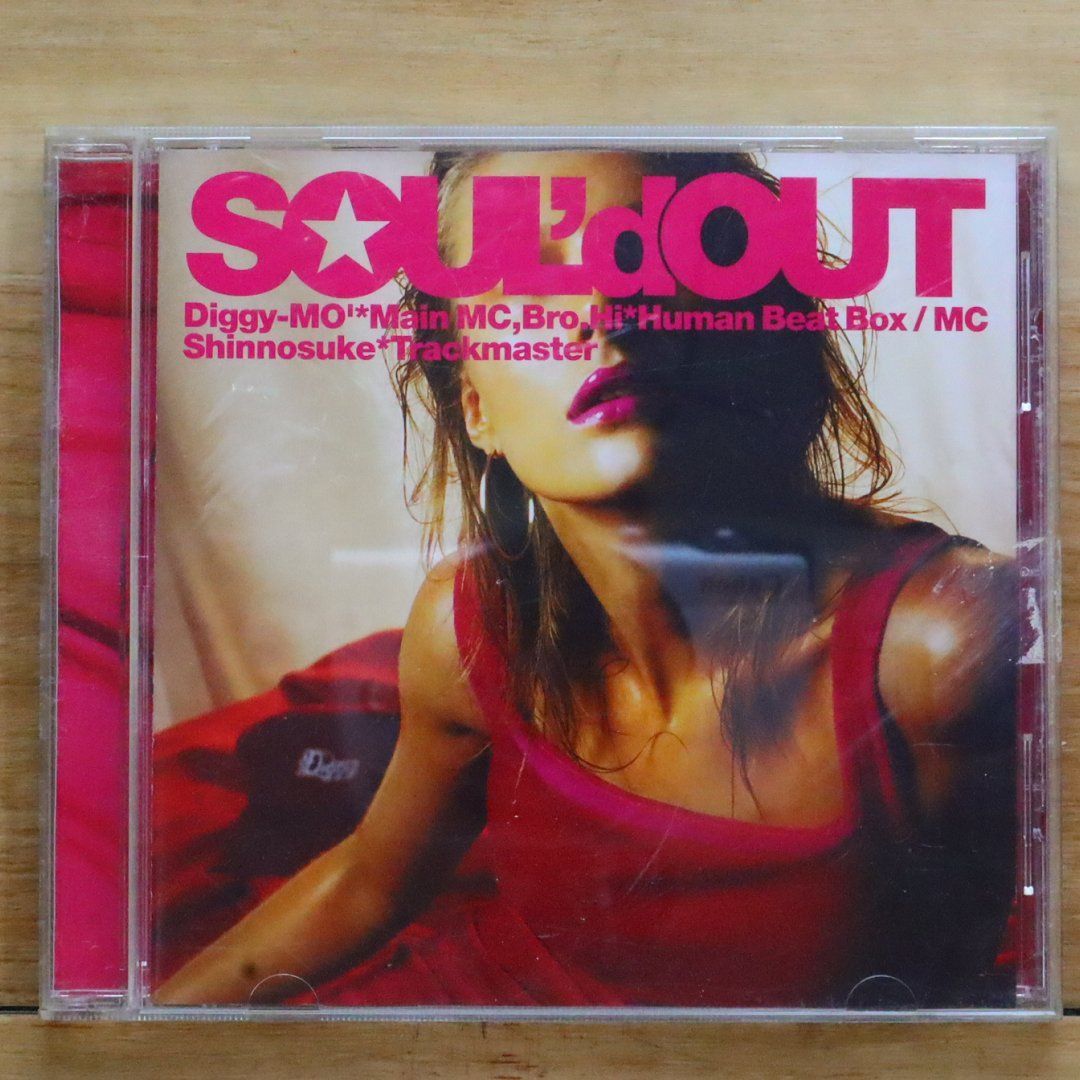 SOUL'dOUT
Diggy-MO'*Main MC,Bro.Hi*Human Beat Box / MC
Shinnosuke*Trackmaster